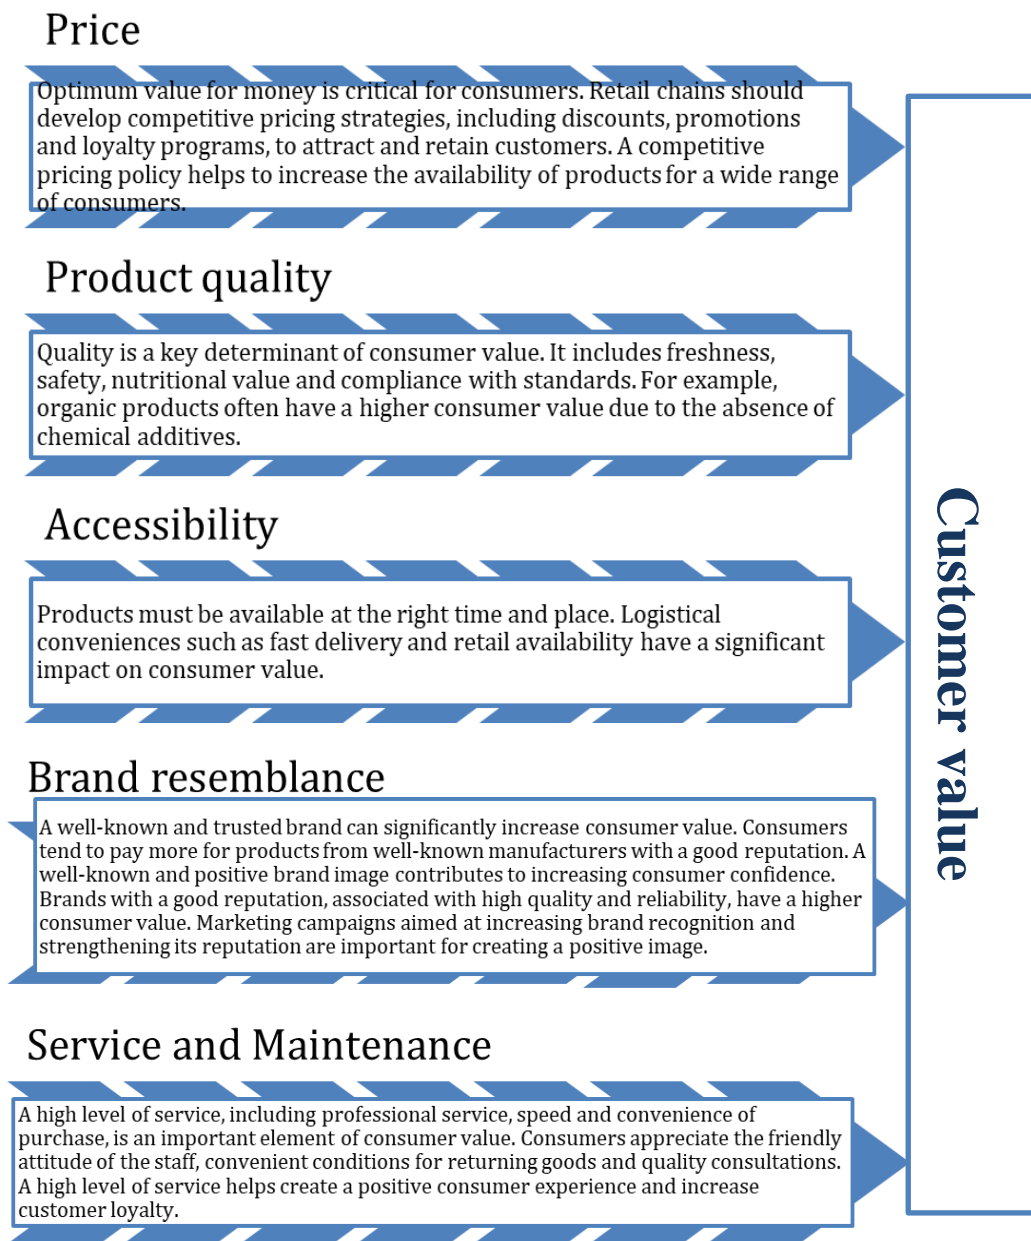 Price
Optimum value for money is critical for consumers. Retail chains should
develop competitive pricing strategies, including discounts, promotions
and loyalty programs, to attract and retain customers. A competitive
pricing policy helps to increase the availability of products for a wide range
of consumers.
Product quality
Quality is a key determinant of consumer value. It includes freshness,
safety, nutritional value and compliance with standards. For example,
organic products often have a higher consumer value due to the absence of
chemical additives.
Accessibility
Products must be available at the right time and place. Logistical
conveniences such as fast delivery and retail availability have a significant
impact on consumer value.
Brand resemblance
A well-known and trusted brand can significantly increase consumer value. Consumers
tend to pay more for products from well-known manufacturers with a good reputation. A
well-known and positive brand image contributes to increasing consumer confidence.
Brands with a good reputation, associated with high quality and reliability, have a higher
consumer value. Marketing campaigns aimed at increasing brand recognition and
strengthening its reputation are important for creating a positive image.
Service and Maintenance
A high level of service, including professional service, speed and convenience of
purchase, is an important element of consumer value. Consumers appreciate the friendly
attitude of the staff, convenient conditions for returning goods and quality consultations.
A high level of service helps create a positive consumer experience and increase
customer loyalty.
Customer value